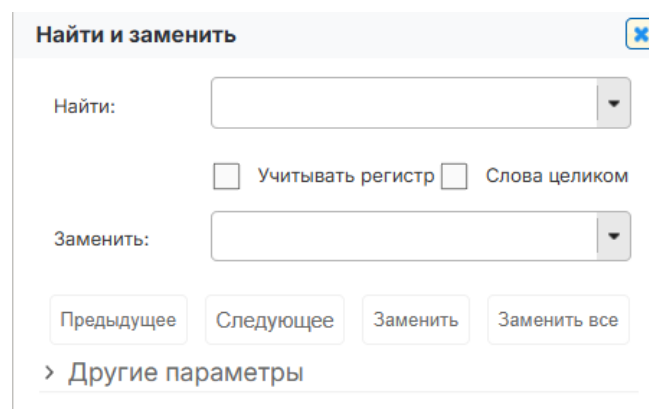 Найти и заменить
Найти:
Учитывать регистр Слова целиком
Заменить:
Предыдущее Следующее Заменить Заменить все
Другие параметры